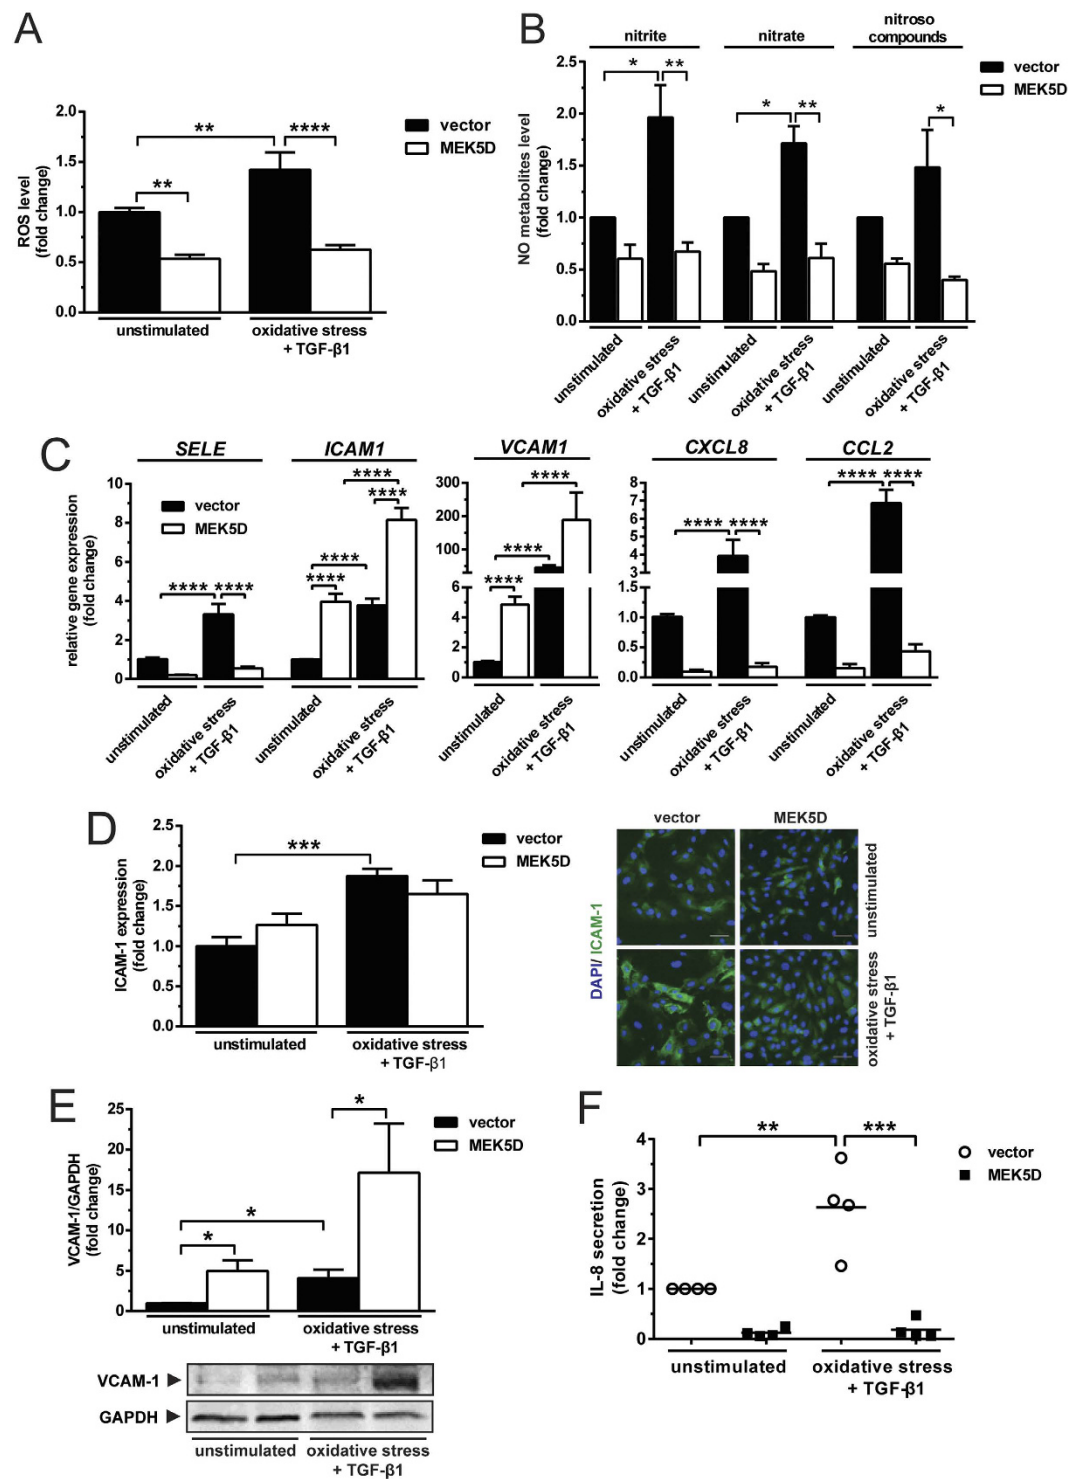 A
2.0
1.5
1.0
0.5
0.0
ROS level
(fold change)
**
****
**
vector
MEK5D
unstimulated
oxidative stress
+ TGF-β1
B
nitrite
nitrate
nitroso
compounds
2.5
2.0
1.5
1.0
0.5
0.0
NO metabolites level
(fold change)
*
**
*
**
*
vector
MEK5D
unstimulated
oxidative stress
+ TGF-β1
unstimulated
oxidative stress
+ TGF-β1
unstimulated
oxidative stress
+ TGF-β1
C
SELE
ICAM1
VCAM1
CXCL8
CCL2
relative gene expression
(fold change)
10
8
6
4
2
0
vector
MEK5D
****
****
****
****
****
****
unstimulated
oxidative stress
+ TGF-β1
unstimulated
oxidative stress
+ TGF-β1
300
200
100
6
4
2
0
****
****
****
unstimulated
oxidative stress
+ TGF-β1
8
7
6
5
4
3
2
1.5
1.0
0.5
0.0
****
****
****
****
unstimulated
oxidative stress
+ TGF-β1
unstimulated
oxidative stress
+ TGF-β1
D
2.5
2.0
1.5
1.0
0.5
0.0
ICAM-1 expression
(fold change)
***
vector
MEK5D
unstimulated
oxidative stress
+ TGF-β1
vector
MEK5D
DAPI/ ICAM-1
unstimulated
oxidative stress
+ TGF-β1
E
25
20
15
10
5
0
VCAM-1/GAPDH
(fold change)
*
*
*
vector
MEK5D
unstimulated
oxidative stress
+ TGF-β1
VCAM-1
GAPDH
unstimulated
oxidative stress
+ TGF-β1
F
4
3
2
1
0
IL-8 secretion
(fold change)
**
***
vector
MEK5D
unstimulated
oxidative stress
+ TGF-β1